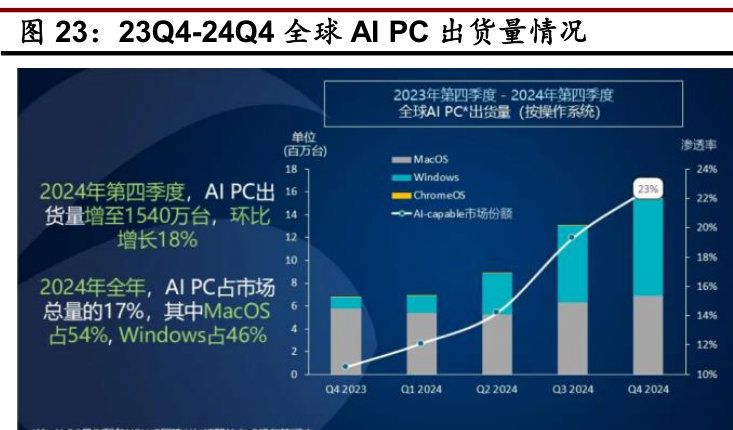 图 23：23Q4-24Q4 全球 AI PC 出货量情况
2023年第四季度 - 2024年第四季度
全球AI PC*出货量（按操作系统）
单位
(百万台)
渗透率
MacOS
Windows
ChromeOS
AI-capable市场份额
2024年第四季度，AI PC出
货量增至1540万台，环比
增长18%
2024年全年，AI PC占市场
总量的17%，其中MacOS
占54%, Windows占46%
18
16
14
12
10
8
6
4
2
0
24%
22%
20%
18%
16%
14%
12%
10%
23%
Q4 2023
Q1 2024
Q2 2024
Q3 2024
Q4 2024